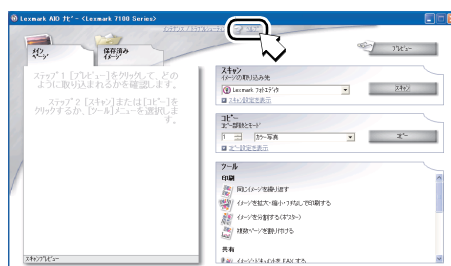 Lexmark AIO ﾅﾋﾞ - <Lexmark 7100 Series>
ﾒｲﾝ
ﾍﾟｰｼﾞ
保存済み
ｲﾒｰｼﾞ
ﾌﾟﾚﾋﾞｭｰ
ステップ 1 [プレビュー]をクリックして、どの
ように取り込まれるかを確認します。
ステップ 2 [スキャン]または[コピー]を
クリックするか、[ツール]メニューを選択しま
す。
スキャンプレビュー
スキャン
イメージの取り込み先
Lexmark フォトエディタ
スキャン
スキャン設定を表示
コピー
コピー部数とモード
1
カラー写真
コピー
コピー設定を表示
ツール
印刷
同じイメージを繰り返す
イメージを拡大・縮小・フチなしで印刷する
イメージを分割する(ポスター)
複数ページを割り付ける
共有